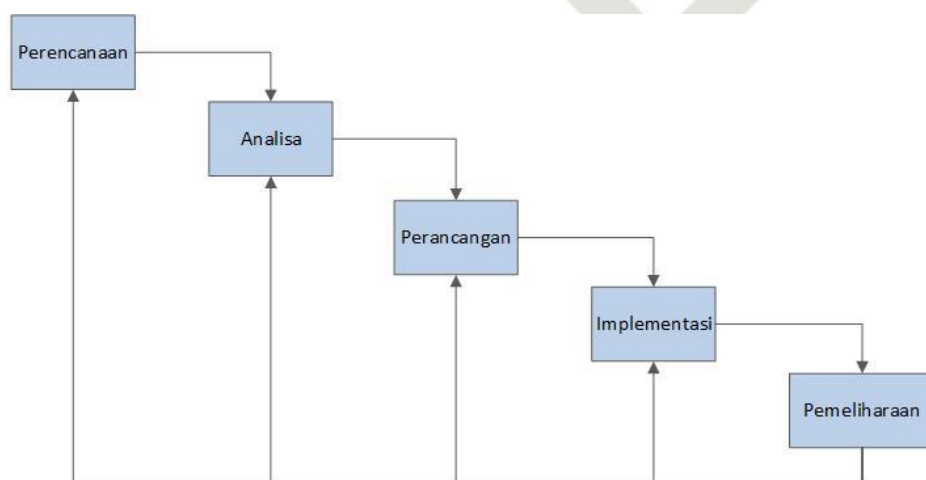 Perencanaan
Analisa
Perancangan
Implementasi
Pemeliharaan